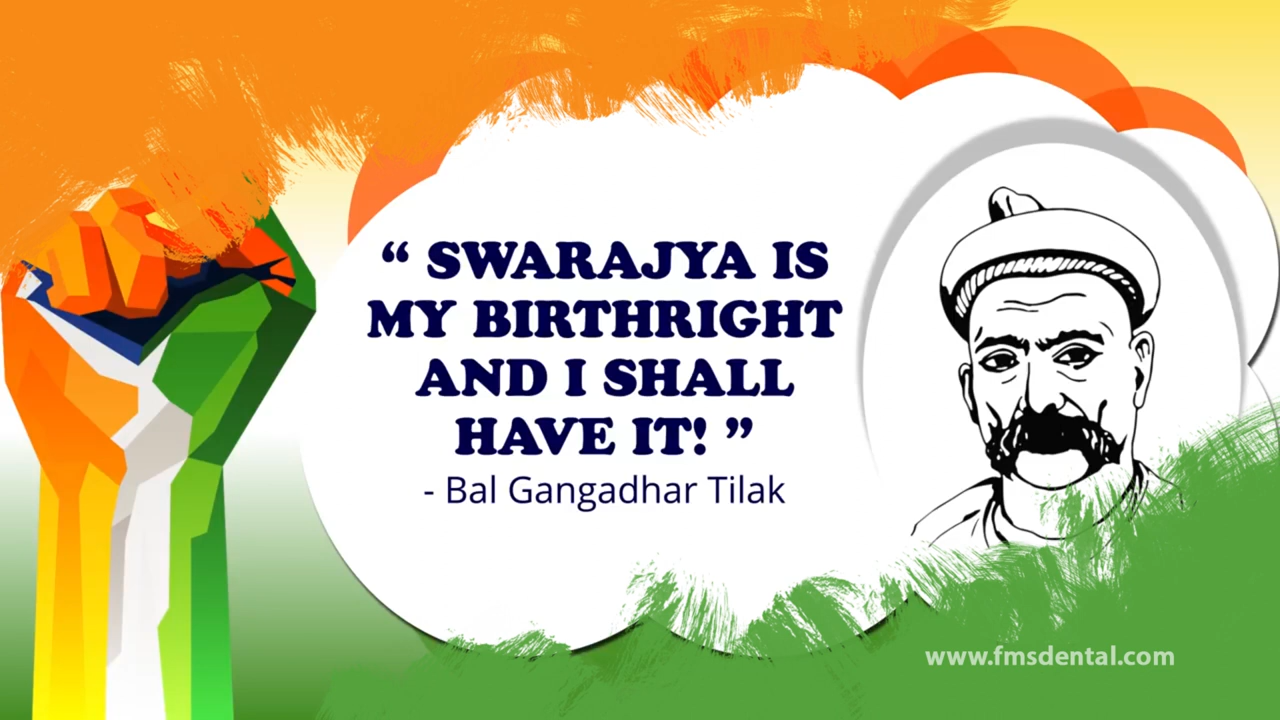 “ SWARAJYA IS
MY BIRTHRIGHT
AND I SHALL
HAVE IT! ”
- Bal Gangadhar Tilak
www.fmsdental.com